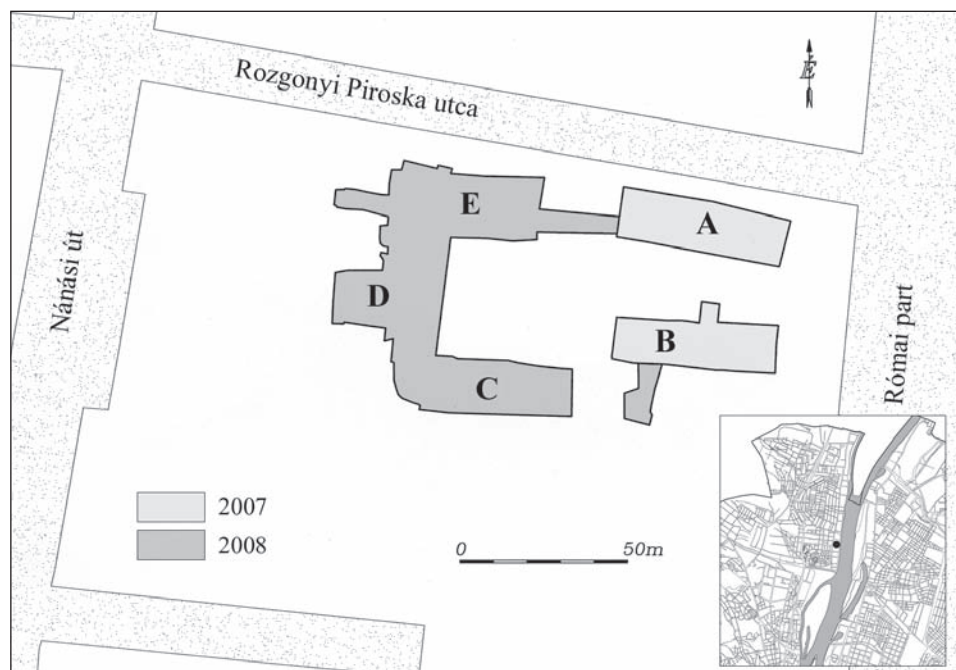 Rozgonyi Piroska utca
É
Nánási út
Római part
E
A
D
B
C
2007
2008
0 50m